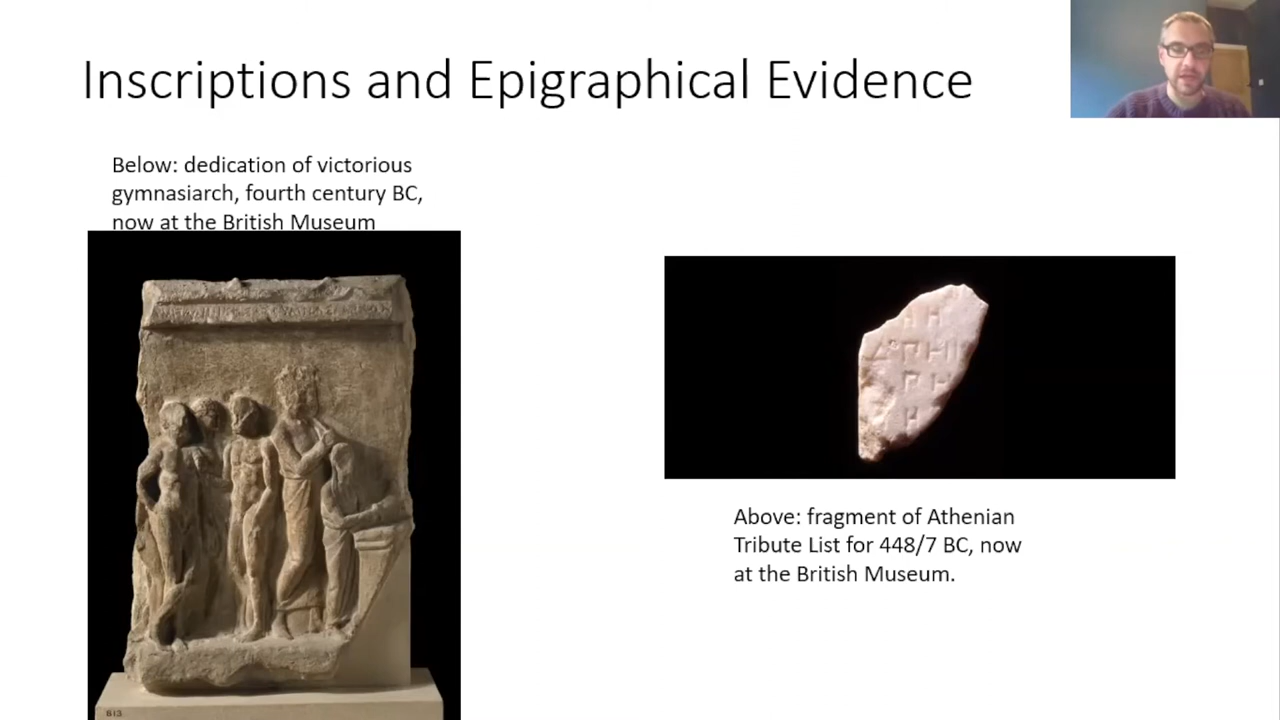 Inscriptions and Epigraphical Evidence
Below: dedication of victorious
gymnasiarch, fourth century BC,
now at the British Museum
Above: fragment of Athenian
Tribute List for 448/7 BC, now
at the British Museum.
813